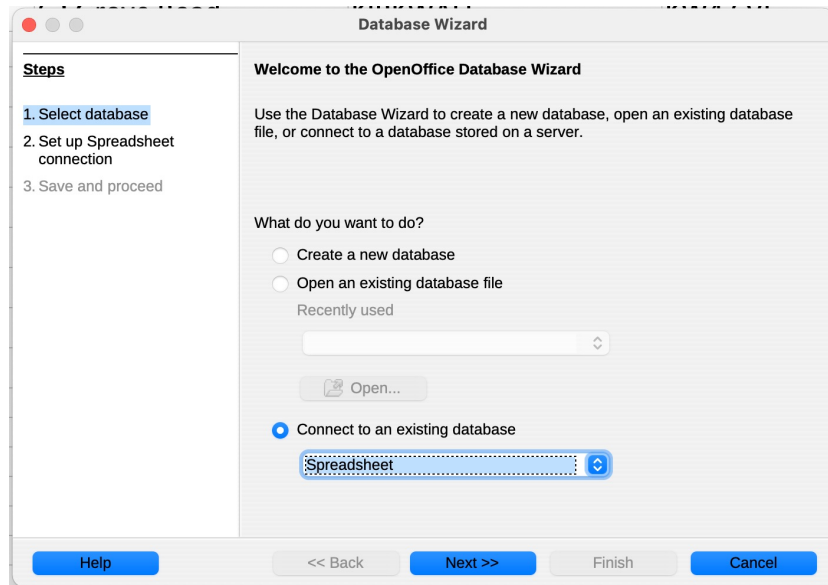 Database Wizard
Steps
1. Select database
2. Set up Spreadsheet
connection
3. Save and proceed
Welcome to the OpenOffice Database Wizard
Use the Database Wizard to create a new database, open an existing database
file, or connect to a database stored on a server.
What do you want to do?
Create a new database
Open an existing database file
Recently used
Open...
Connect to an existing database
Spreadsheet
Help
<< Back
Next >>
Finish
Cancel